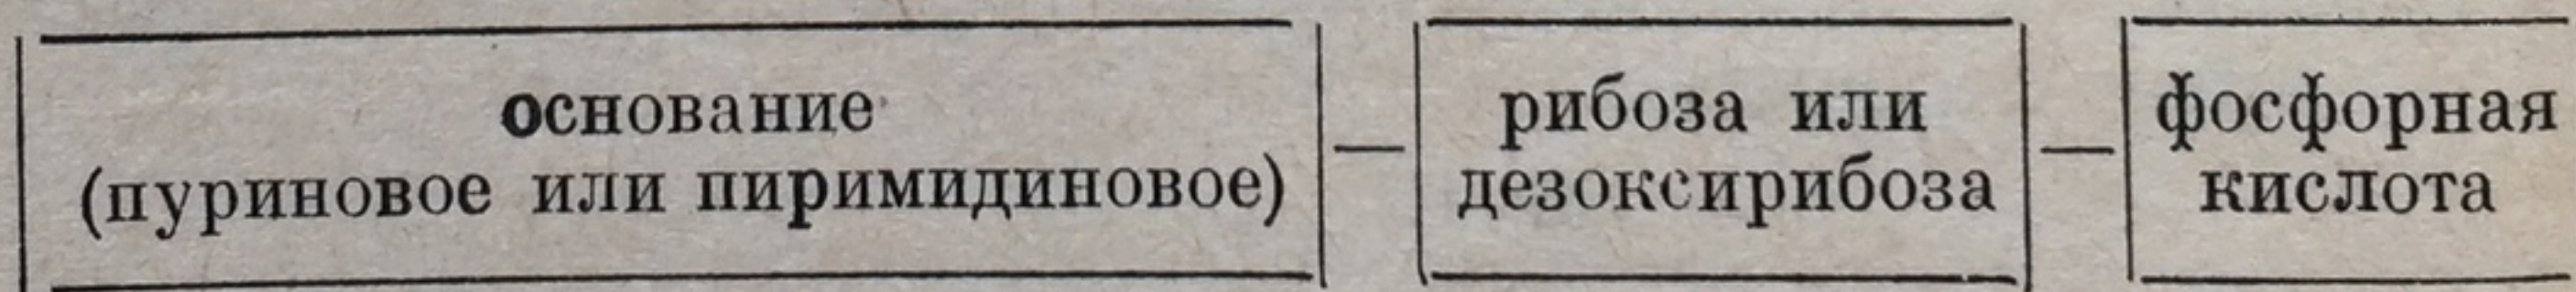 основание
(пуриновое или пиримидиновое)
рибоза или
дезоксирибоза
фосфорная
кислота